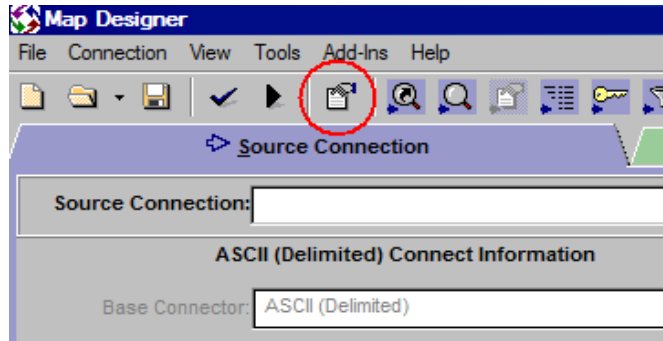 Map Designer
File Connection View Tools Add-Ins Help
Source Connection
Source Connection:
ASCII (Delimited) Connect Information
Base Connector: ASCII (Delimited)